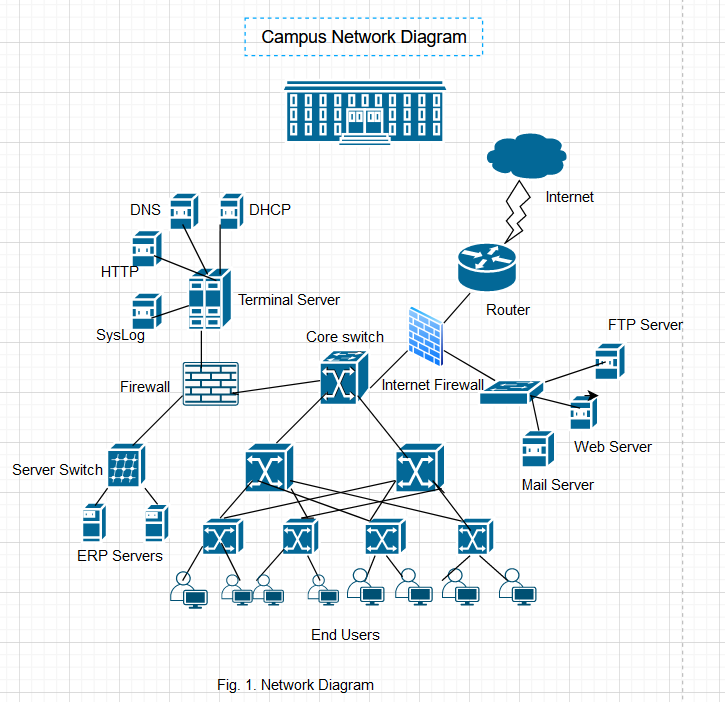 Campus Network Diagram
Internet
DNS
DHCP
HTTP
Terminal Server
Router
SysLog
Core switch
FTP Server
Firewall
Internet Firewall
Web Server
Server Switch
Mail Server
ERP Servers
End Users
Fig. 1. Network Diagram